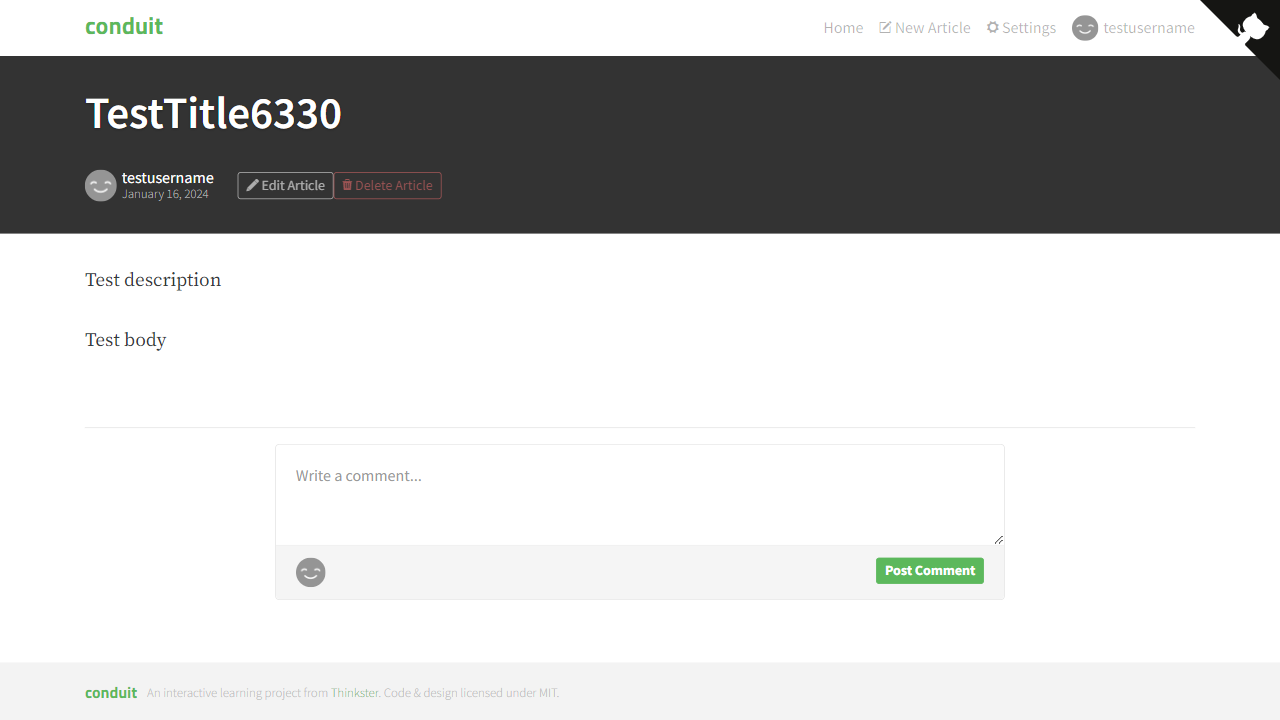 conduit
Home New Article Settings testusername
TestTitle6330
testusername
January 16, 2024
Edit Article Delete Article
Test description
Test body
Write a comment...
Post Comment
conduit An interactive learning project from Thinkster. Code & design licensed under MIT.